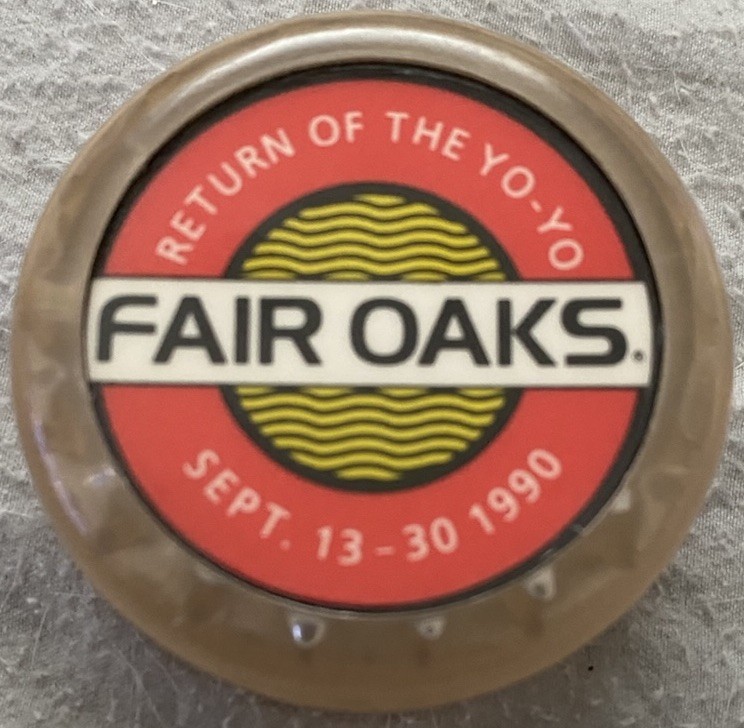 RETURN OF THE YO-YO
FAIR OAKS®
SEPT. 13-30 1990